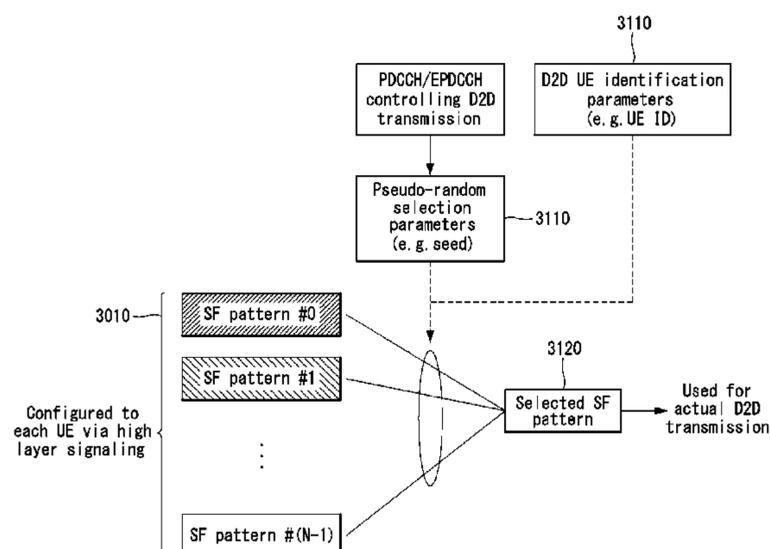 3110
PDCCH/EPDCCH
controlling D2D
transmission
D2D UE identification
parameters
(e.g. UE ID)
Pseudo-random
selection
parameters
(e.g. seed)
3110
3010
SF pattern #0
SF pattern #1
3120
Selected SF
pattern
Used for
actual D2D
transmission
Configured to
each UE via high
layer signaling
SF pattern #(N-1)